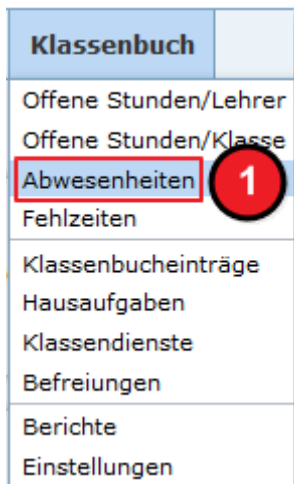 Klassenbuch
Offene Stunden/Lehrer
Offene Stunden/Klasse
Abwesenheiten
1
Fehlzeiten
Klassenbucheinträge
Hausaufgaben
Klassendienste
Befreiungen
Berichte
Einstellungen